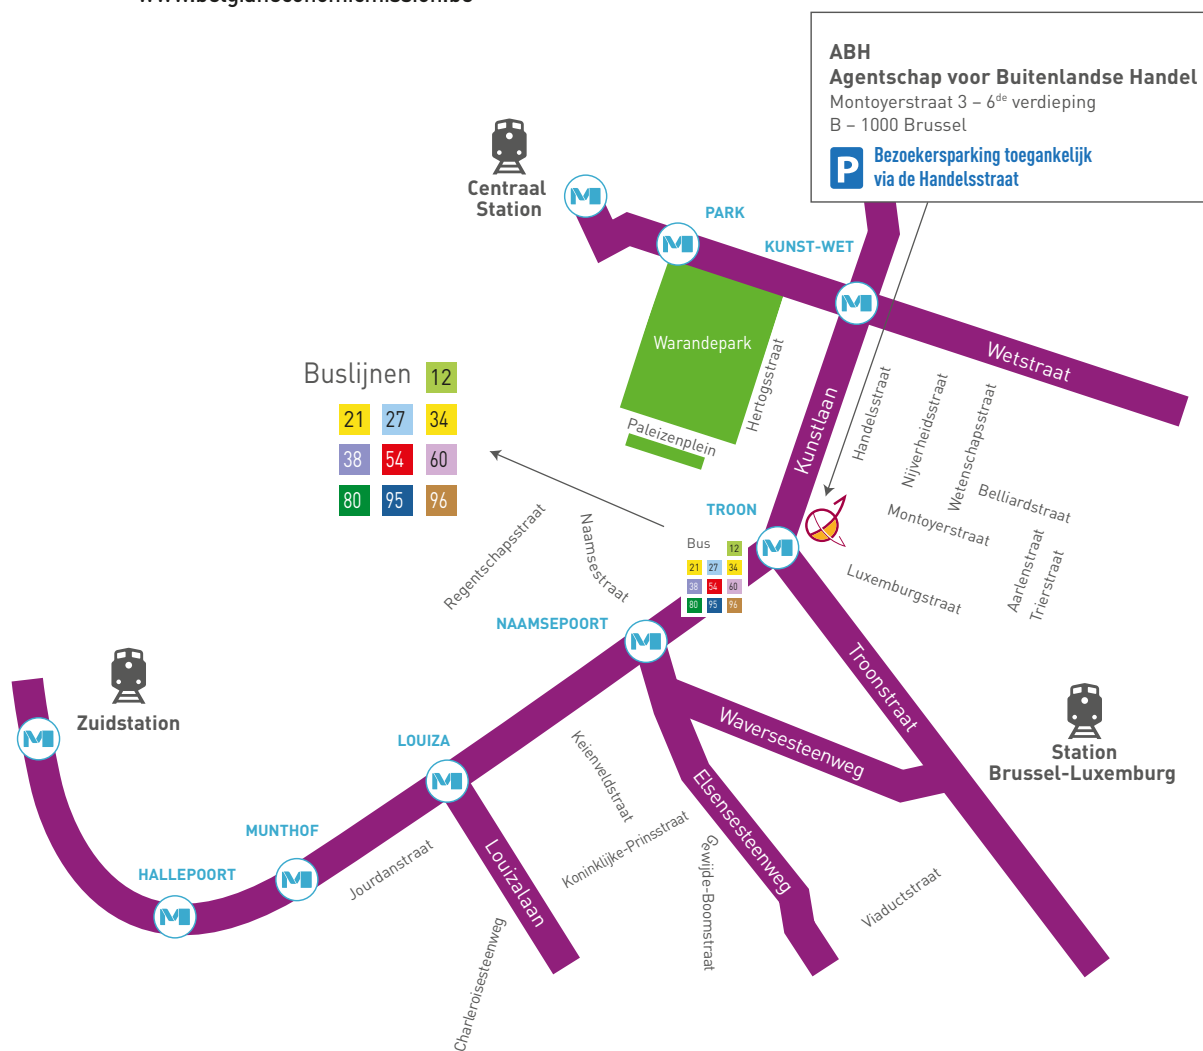 ABH
Agentschap voor Buitenlandse Handel
Montoyerstraat 3 – 6de verdieping
B – 1000 Brussel
P
Bezoekersparking toegankelijk
via de Handelsstraat
Centraal
Station
PARK
KUNST-WET
Warandepark
Hertogsstraat
Paleizenplein
Wetstraat
Kunstlaan
Handelsstraat
Nijverheidsstraat
Wetenschapsstraat
Belliardstraat
Montoyerstraat
Luxemburgstraat
Aarlenstraat
Trierstraat
Buslijnen 12
21 27 34
38 54 60
80 95 96
TROON
Bus 12
21 27 34
38 54 60
80 95 96
Regentschapsstraat
Naamsestraat
NAAMSEPOORT
Troonstraat
Waversesteenweg
Elsensesteenweg
Station
Brussel-Luxemburg
Zuidstation
LOUIZA
Keienveldstraat
Koninklijke-Prinsstraat
Gewijde-Boomstraat
Viaductstraat
MUNTHOF
HALLEPOORT
Jourdanstraat
Louizalaan
Charleroisesteenweg